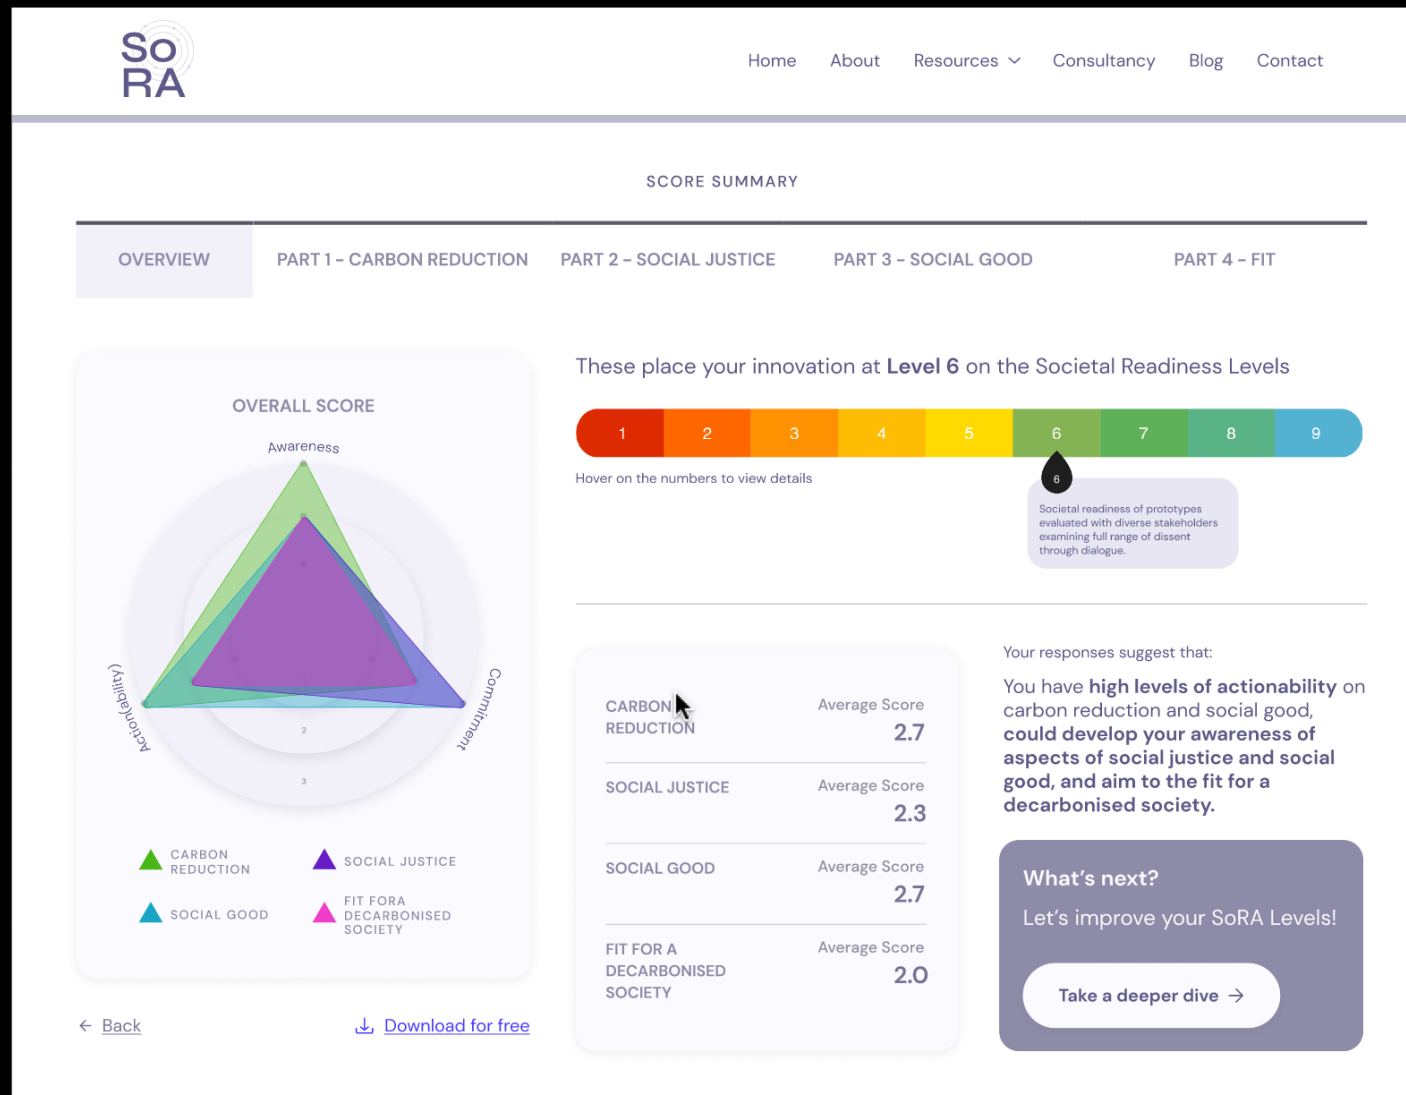 So
RA
Home About Resources Consultancy Blog Contact
SCORE SUMMARY
OVERVIEW PART 1 – CARBON REDUCTION PART 2 – SOCIAL JUSTICE PART 3 – SOCIAL GOOD PART 4 – FIT
OVERALL SCORE
Awareness
Action(ability)
Commitment
1
2
3
CARBON
REDUCTION
SOCIAL JUSTICE
SOCIAL GOOD
FIT FORA
DECARBONISED
SOCIETY
← Back
Download for free
These place your innovation at Level 6 on the Societal Readiness Levels
1 2 3 4 5 6 7 8 9
Hover on the numbers to view details
6
Societal readiness of prototypes
evaluated with diverse stakeholders
examining full range of dissent
through dialogue.
CARBON
REDUCTION
Average Score
2.7
SOCIAL JUSTICE
Average Score
2.3
SOCIAL GOOD
Average Score
2.7
FIT FOR A
DECARBONISED
SOCIETY
Average Score
2.0
Your responses suggest that:
You have high levels of actionability on
carbon reduction and social good,
could develop your awareness of
aspects of social justice and social
good, and aim to the fit for a
decarbonised society.
What's next?
Let's improve your SoRA Levels!
Take a deeper dive →